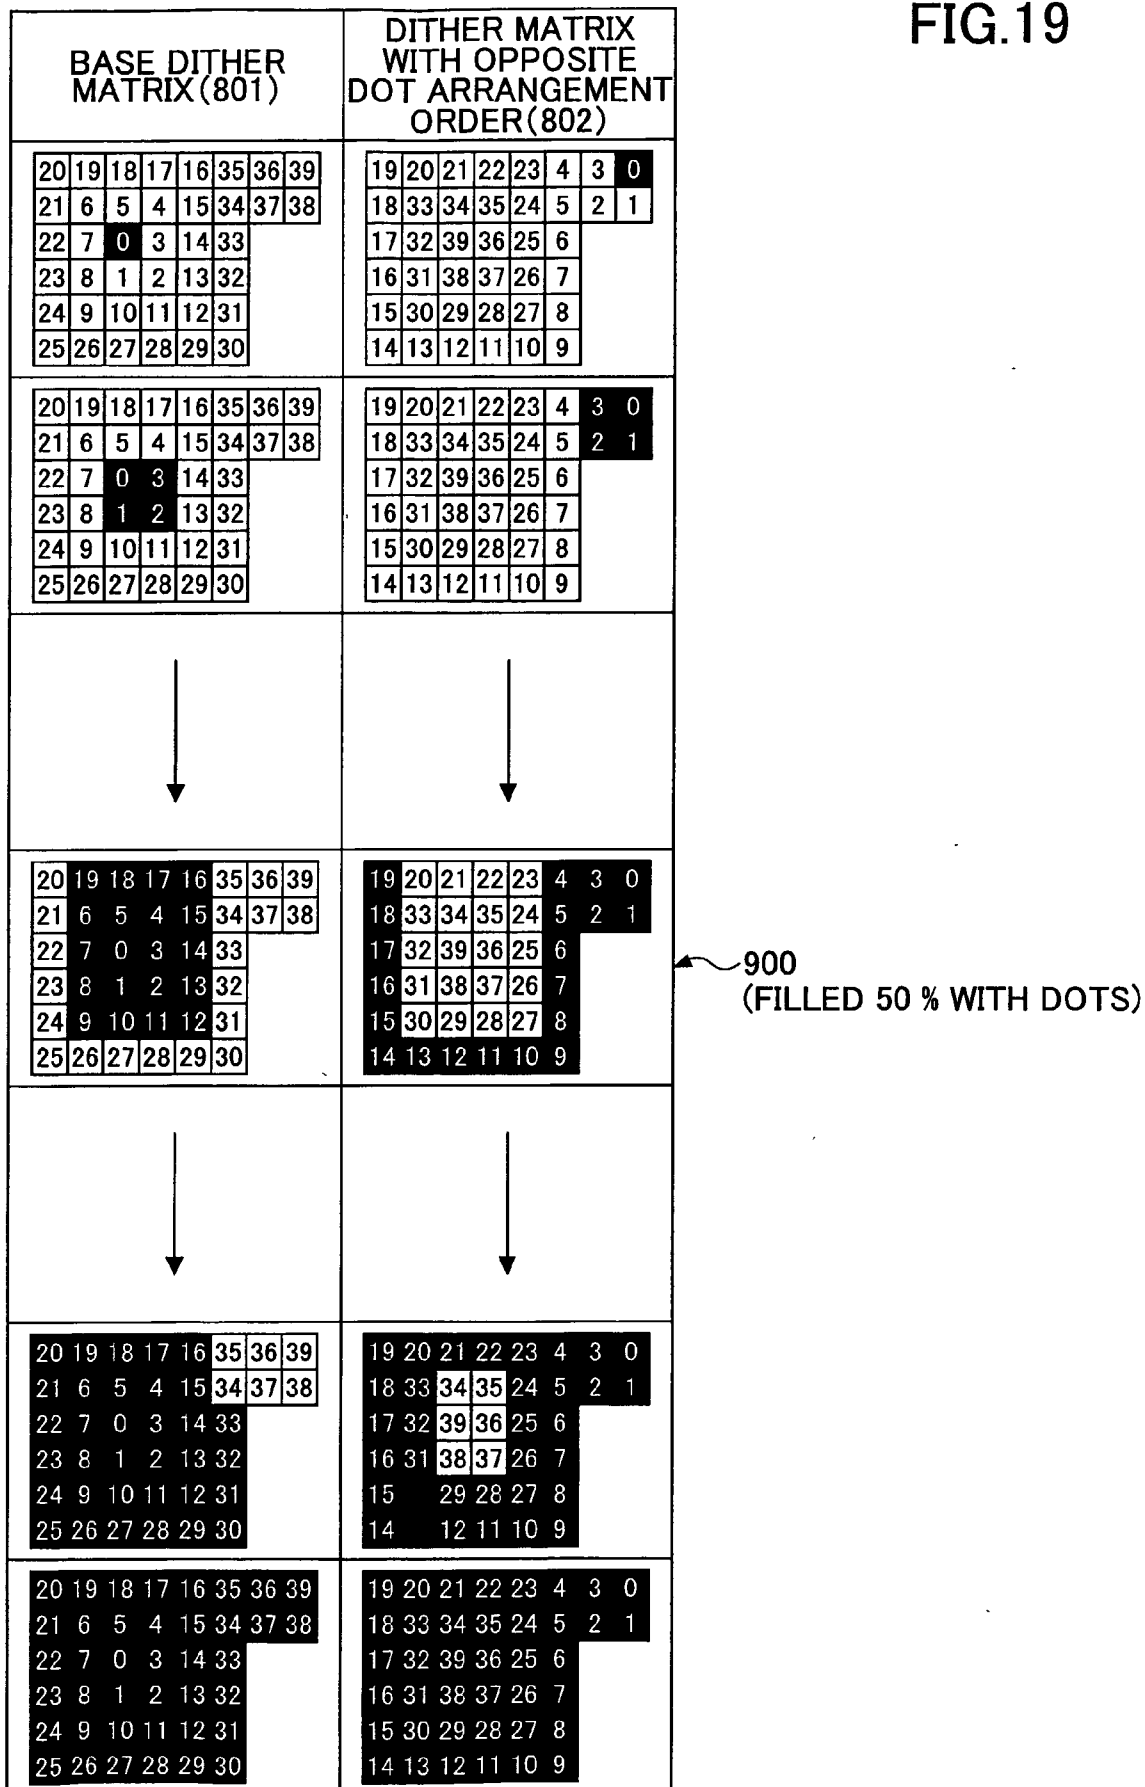 FIG.19
BASE DITHER
MATRIX(801)
DITHER MATRIX
WITH OPPOSITE
DOT ARRANGEMENT
ORDER(802)
20 19 18 17 16 35 36 39
21 6 5 4 15 34 37 38
22 7 0 3 14 33
23 8 1 2 13 32
24 9 10 11 12 31
25 26 27 28 29 30
19 20 21 22 23 4 3 0
18 33 34 35 24 5 2 1
17 32 39 36 25 6
16 31 38 37 26 7
15 30 29 28 27 8
14 13 12 11 10 9
20 19 18 17 16 35 36 39
21 6 5 4 15 34 37 38
22 7 0 3 14 33
23 8 1 2 13 32
24 9 10 11 12 31
25 26 27 28 29 30
19 20 21 22 23 4 3 0
18 33 34 35 24 5 2 1
17 32 39 36 25 6
16 31 38 37 26 7
15 30 29 28 27 8
14 13 12 11 10 9
20 19 18 17 16 35 36 39
21 6 5 4 15 34 37 38
22 7 0 3 14 33
23 8 1 2 13 32
24 9 10 11 12 31
25 26 27 28 29 30
19 20 21 22 23 4 3 0
18 33 34 35 24 5 2 1
17 32 39 36 25 6
16 31 38 37 26 7
15 30 29 28 27 8
14 13 12 11 10 9
900
(FILLED 50 % WITH DOTS)
20 19 18 17 16 35 36 39
21 6 5 4 15 34 37 38
22 7 0 3 14 33
23 8 1 2 13 32
24 9 10 11 12 31
25 26 27 28 29 30
19 20 21 22 23 4 3 0
18 33 34 35 24 5 2 1
17 32 39 36 25 6
16 31 38 37 26 7
15 29 28 27 8
14 12 11 10 9
20 19 18 17 16 35 36 39
21 6 5 4 15 34 37 38
22 7 0 3 14 33
23 8 1 2 13 32
24 9 10 11 12 31
25 26 27 28 29 30
19 20 21 22 23 4 3 0
18 33 34 35 24 5 2 1
17 32 39 36 25 6
16 31 38 37 26 7
15 30 29 28 27 8
14 13 12 11 10 9